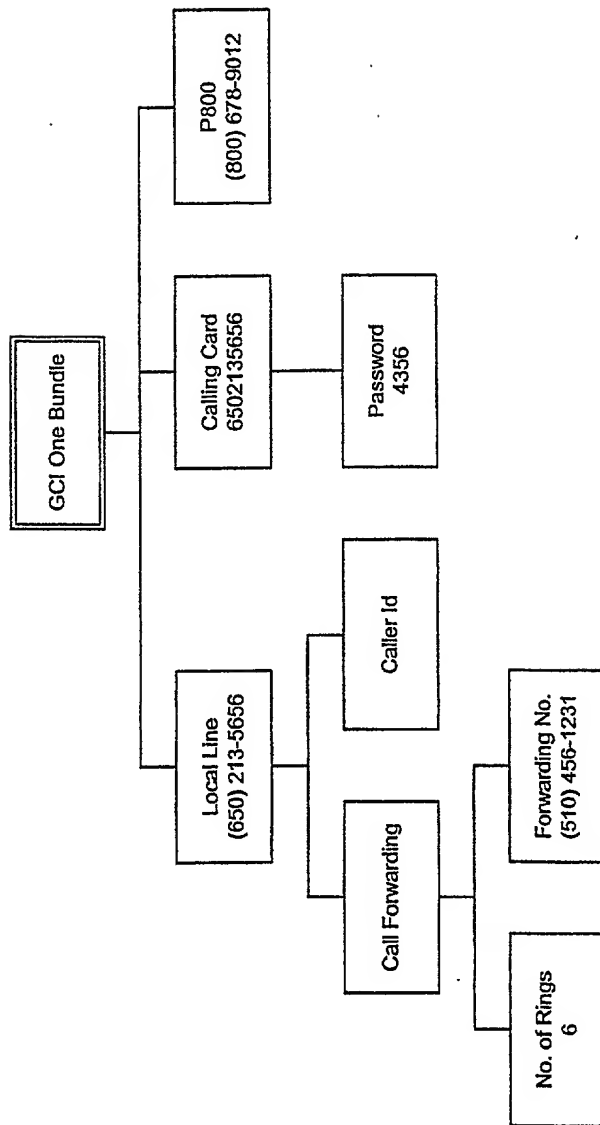 GCI One Bundle
Local Line
(650) 213-5656
Calling Card
6502135656
P800
(800) 678-9012
Call Forwarding
Caller Id
Password
4356
No. of Rings
6
Forwarding No.
(510) 456-1231